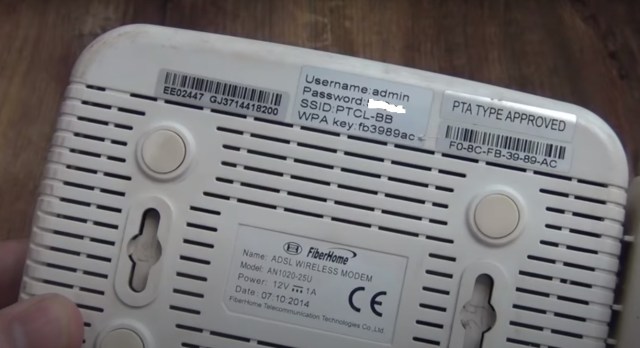 EE02447 GJ3714418200
Username:admin
Password:
SSID:PTCL-BB
WPA key:fb3989ac
PTA TYPE APPROVED
F0-8C-FB-39-89-AC
FiberHome
Name: ADSL WIRELESS MODEM
Model: AN1020-25U
Power: 12V 1A
Date: 07.10.2014
FiberHome Telecommunication Technologies Co.,Ltd.
CE